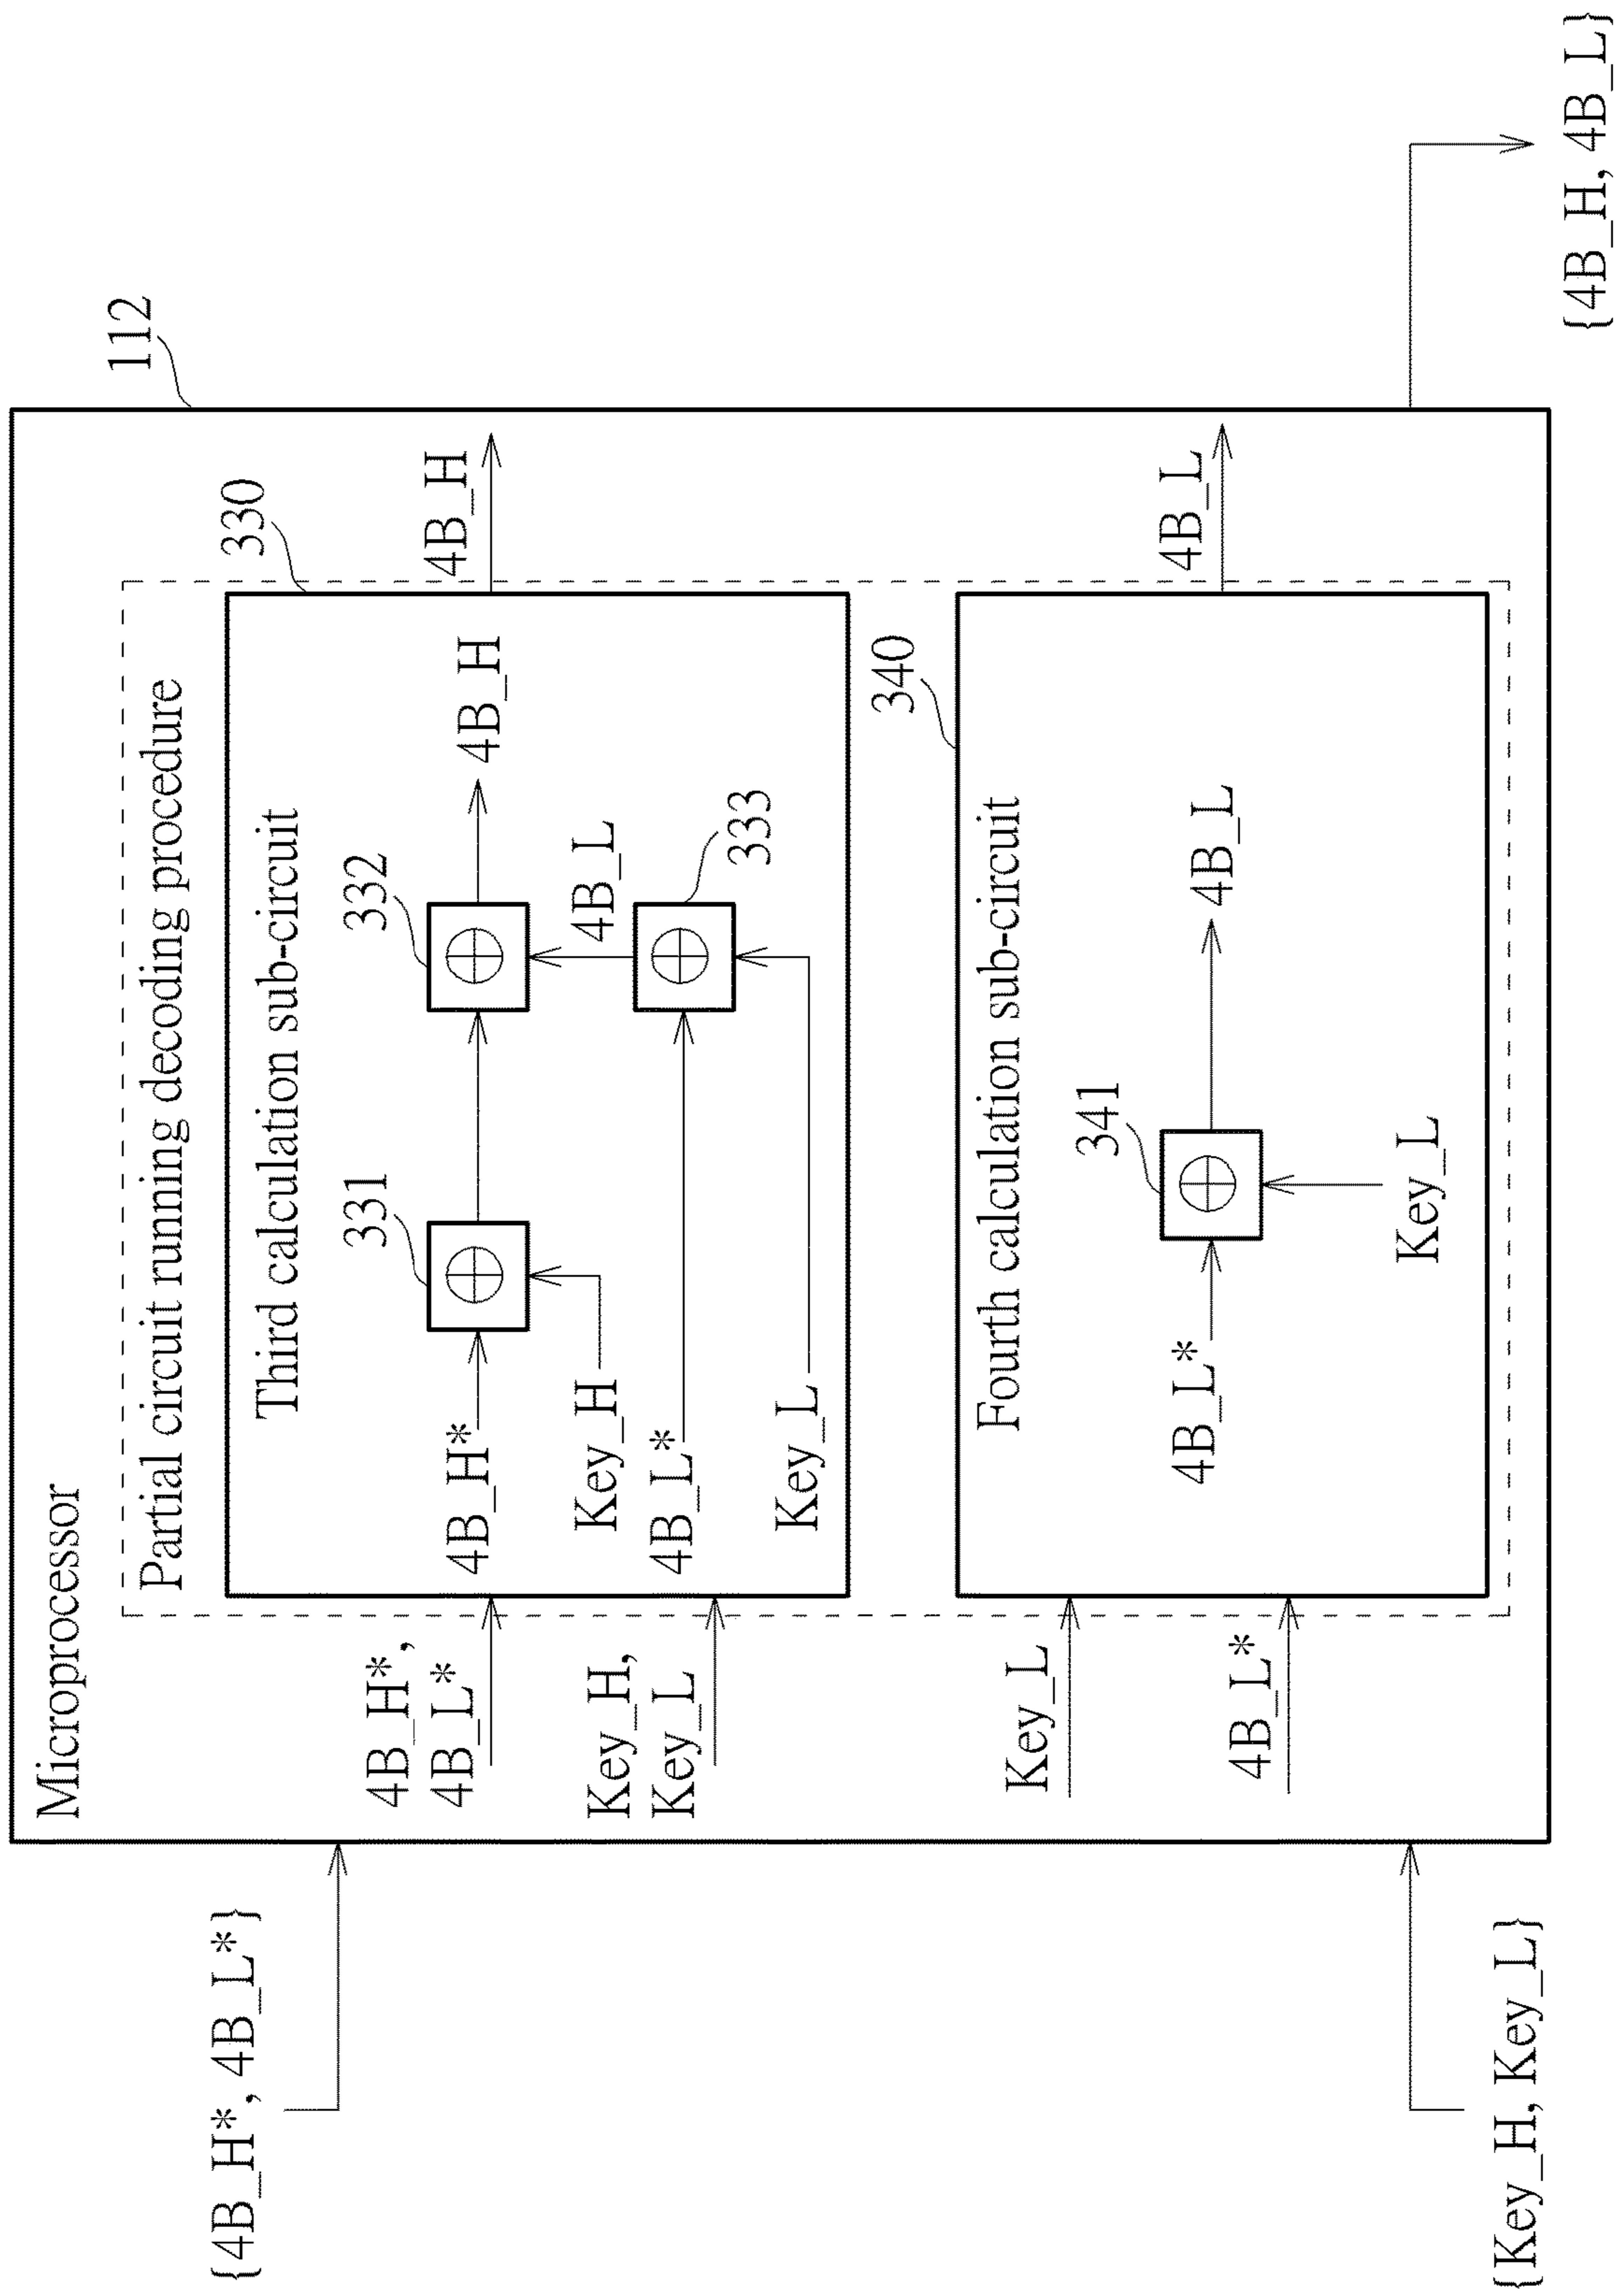 Microprocessor
112
{4B_H*, 4B_L*}
{Key_H, Key_L}
Partial circuit running decoding procedure
4B_H*,
4B_L*
Key_H,
Key_L
Third calculation sub-circuit
330
4B_H*
331
Key_H
332
4B_H
4B_L
4B_L*
333
Key_L
4B_H
Key_L
4B_L*
Fourth calculation sub-circuit
340
4B_L*
341
Key_L
4B_L
4B_L
{4B_H, 4B_L}